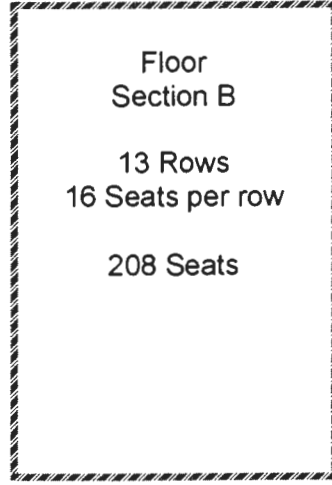 Floor
Section B
13 Rows
16 Seats per row
208 Seats